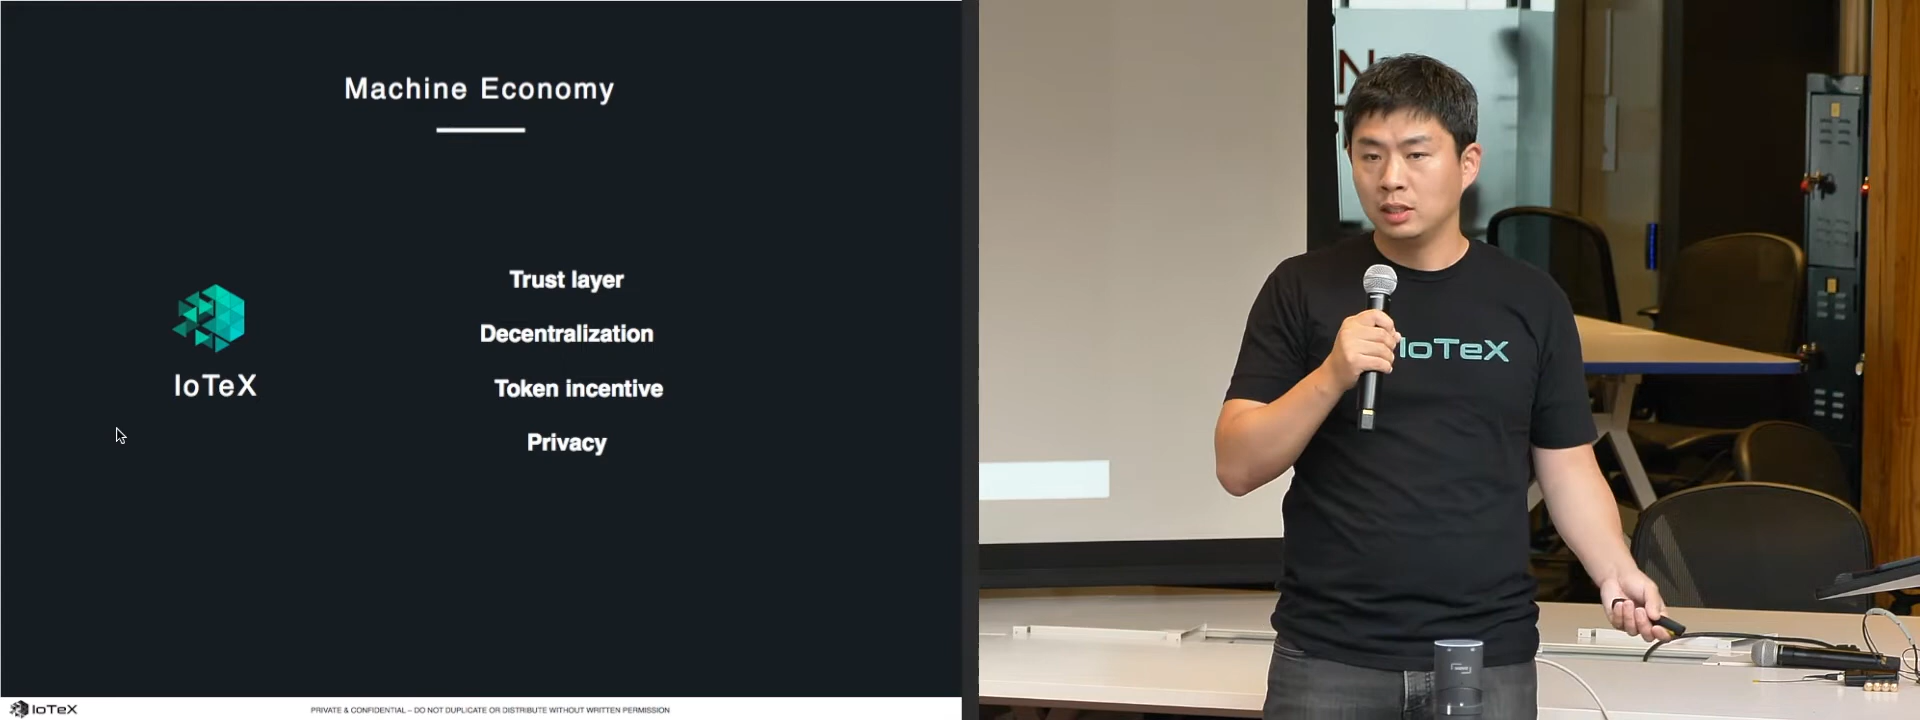 Machine Economy
Trust layer
Decentralization
IoTeX
Token incentive
Privacy
IoTeX
PRIVATE & CONFIDENTIAL – DO NOT DUPLICATE OR DISTRIBUTE WITHOUT WRITTEN PERMISSION
N
IoTeX